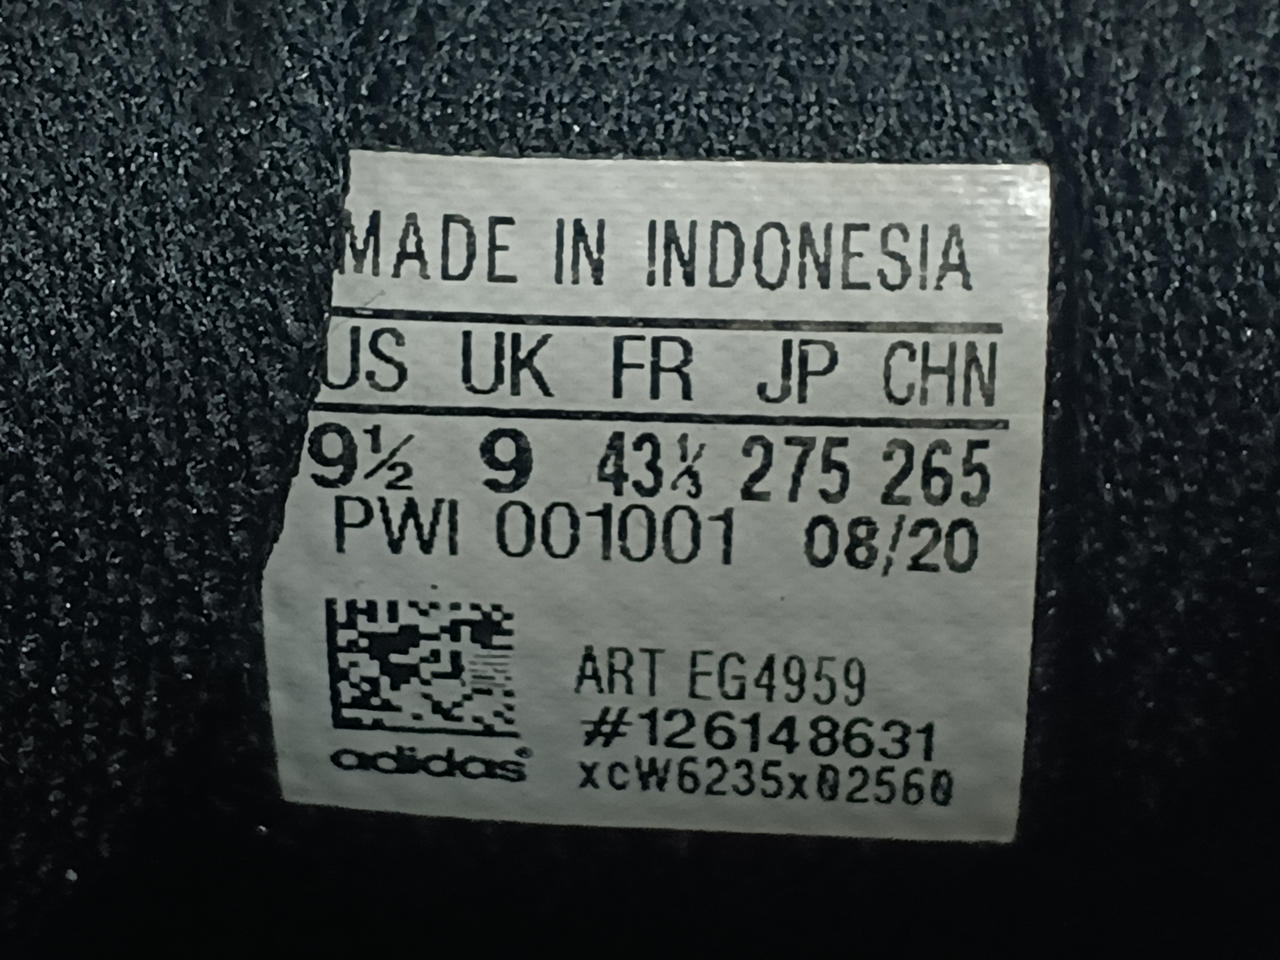 MADE IN INDONESIA
US UK FR JP CHN
9½ 9 43⅓ 275 265
PWI 001001 08/20
ART EG4959
#126148631
adidas®
xcW6235x02560